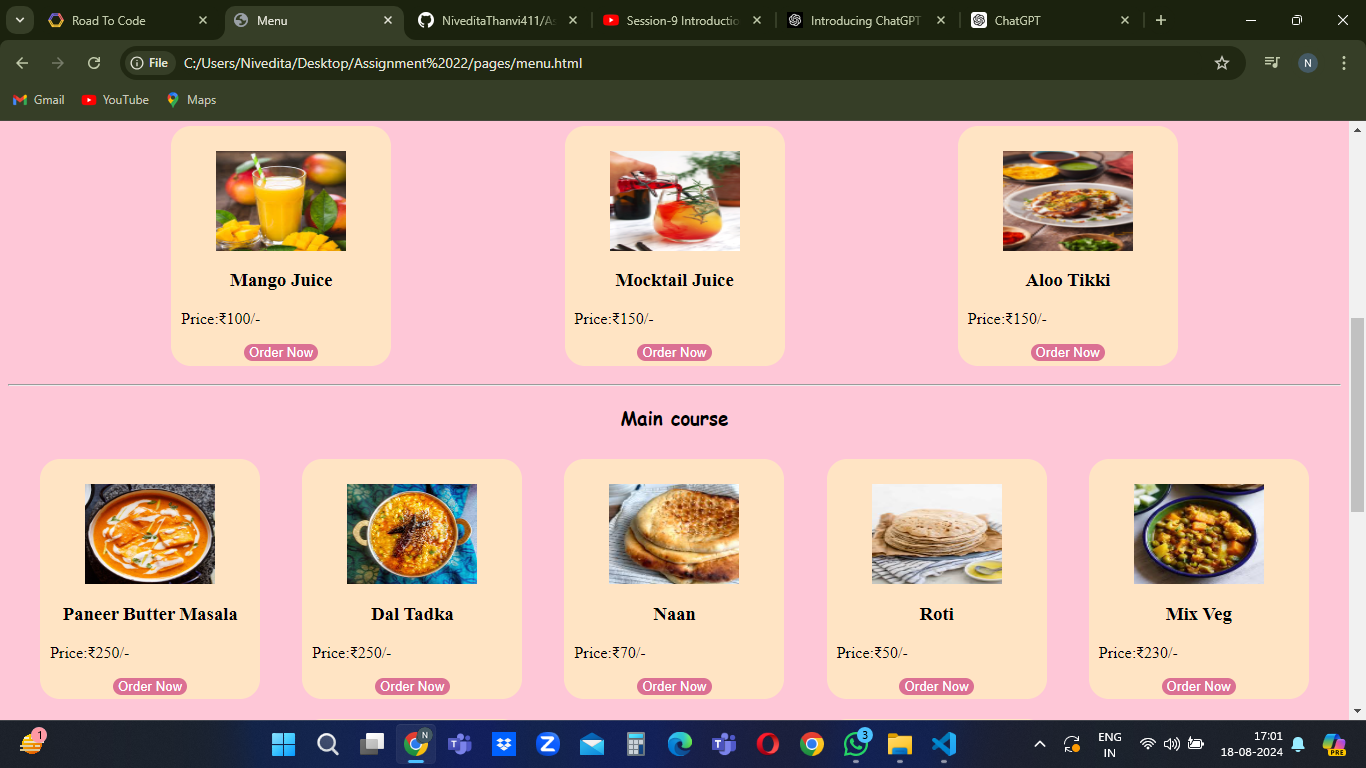 Road To Code
Menu
NiveditaThanvi411/As
Session-9 Introductio
Introducing ChatGPT
ChatGPT
File
C:/Users/Nivedita/Desktop/Assignment%2022/pages/menu.html
N
Gmail
YouTube
Maps
Mango Juice
Mocktail Juice
Aloo Tikki
Price:₹100/-
Price:₹150/-
Price:₹150/-
Order Now
Order Now
Order Now
Main course
Paneer Butter Masala
Dal Tadka
Naan
Roti
Mix Veg
Price:₹250/-
Price:₹250/-
Price:₹70/-
Price:₹50/-
Price:₹230/-
Order Now
Order Now
Order Now
Order Now
Order Now
1
N
3
ENG
IN
17:01
18-08-2024
PRE